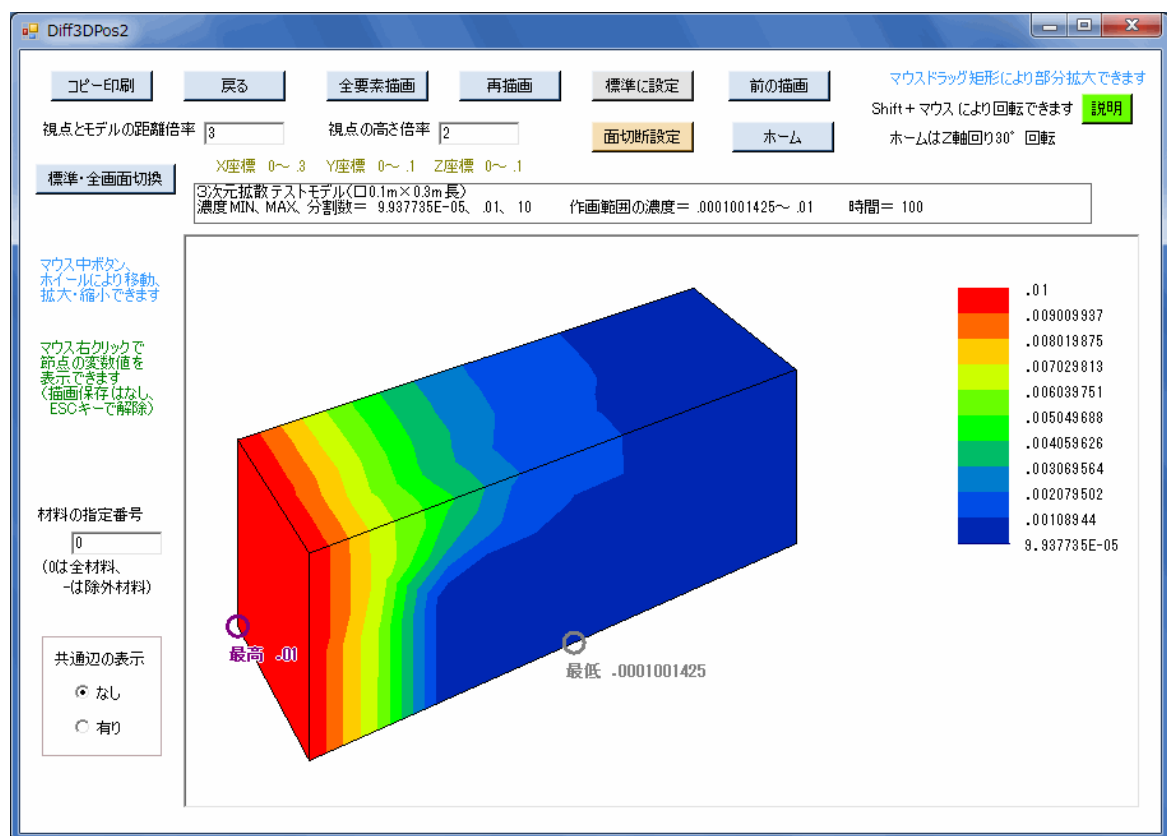 Diff3DPos2
コピー印刷
戻る
全要素描画
再描画
標準に設定
前の描画
マウスドラッグ矩形により部分拡大できます
Shift+マウス により回転できます
説明
視点とモデルの距離倍率
3
視点の高さ倍率
2
面切断設定
ホーム
ホームはZ軸回り30° 回転
標準・全画面切換
X座標 0～ .3 Y座標 0～ .1 Z座標 0～ .1
3次元拡散テストモデル(口0.1m×0.3m長)
濃度MIN、MAX、分割数= 9.937735E-05、 .01、 10 作画範囲の濃度= .0001001425～ .01 時間= 100
マウス中ボタン、
ホイールにより移動、
拡大・縮小できます
マウス右クリックで
節点の変数値を
表示できます
(描画保存はなし、
ESCキーで解除)
材料の指定番号
0
(0は全材料、
-は除外材料)
共通辺の表示
なし
有り
最高 .01
最低 .0001001425
.01
.009009937
.008019875
.007029813
.006039751
.005049688
.004059626
.003069564
.002079502
.00108944
9.937735E-05